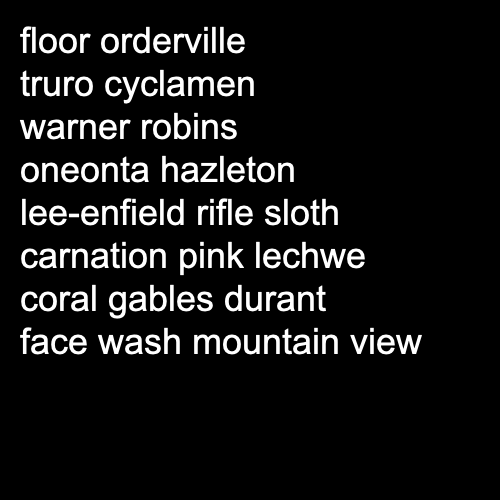 floor orderville
truro cyclamen
warner robins
oneonta hazleton
lee-enfield rifle sloth
carnation pink lechwe
coral gables durant
face wash mountain view